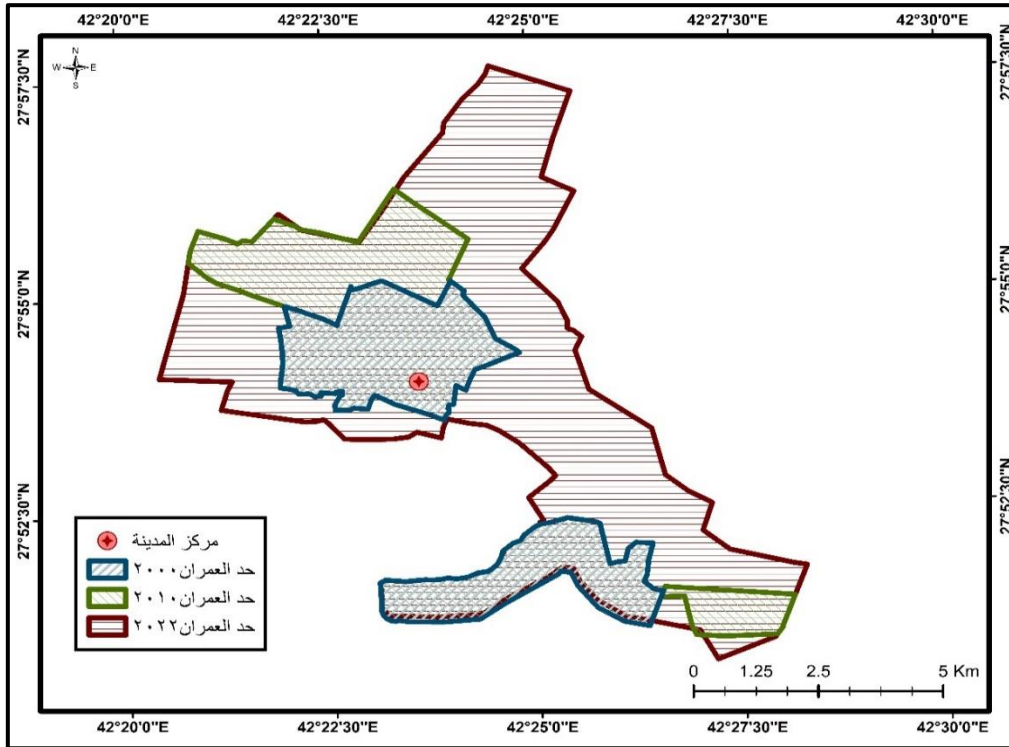 42°20'0"E 42°22'30"E 42°25'0"E 42°27'30"E 42°30'0"E
N
W E
S
27°57'30"N 27°57'30"N
27°55'0"N 27°55'0"N
27°52'30"N 27°52'30"N
مركز المدينة
حد العمران٢٠٠٠
حد العمران٢٠١٠
حد العمران٢٠٢٢
0 1.25 2.5 5 Km
42°20'0"E 42°22'30"E 42°25'0"E 42°27'30"E 42°30'0"E